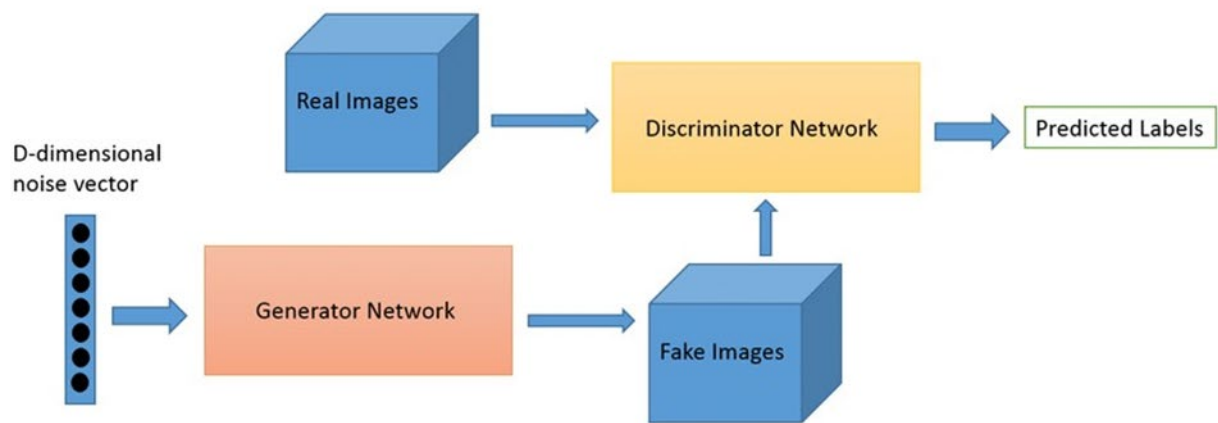 Real Images
Discriminator Network
Predicted Labels
D-dimensional
noise vector
Generator Network
Fake Images